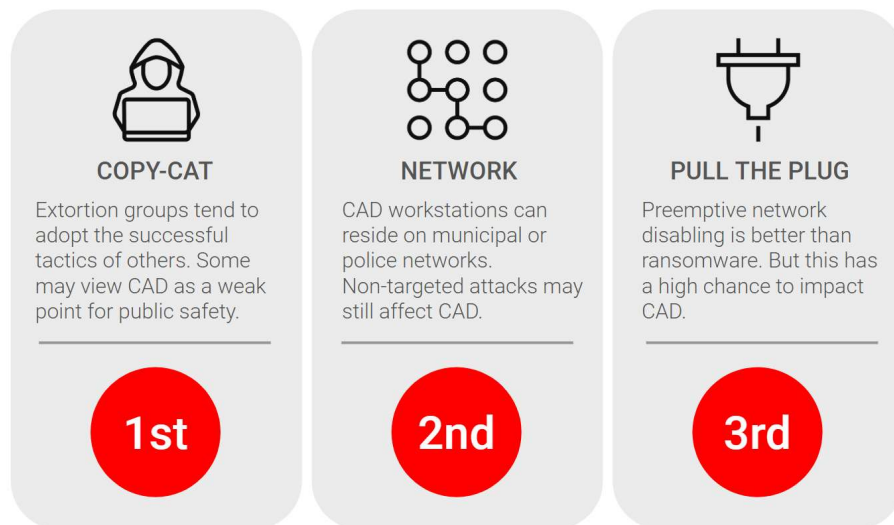 COPY-CAT
Extortion groups tend to
adopt the successful
tactics of others. Some
may view CAD as a weak
point for public safety.
1st
NETWORK
CAD workstations can
reside on municipal or
police networks.
Non-targeted attacks may
still affect CAD.
2nd
PULL THE PLUG
Preemptive network
disabling is better than
ransomware. But this has
a high chance to impact
CAD.
3rd